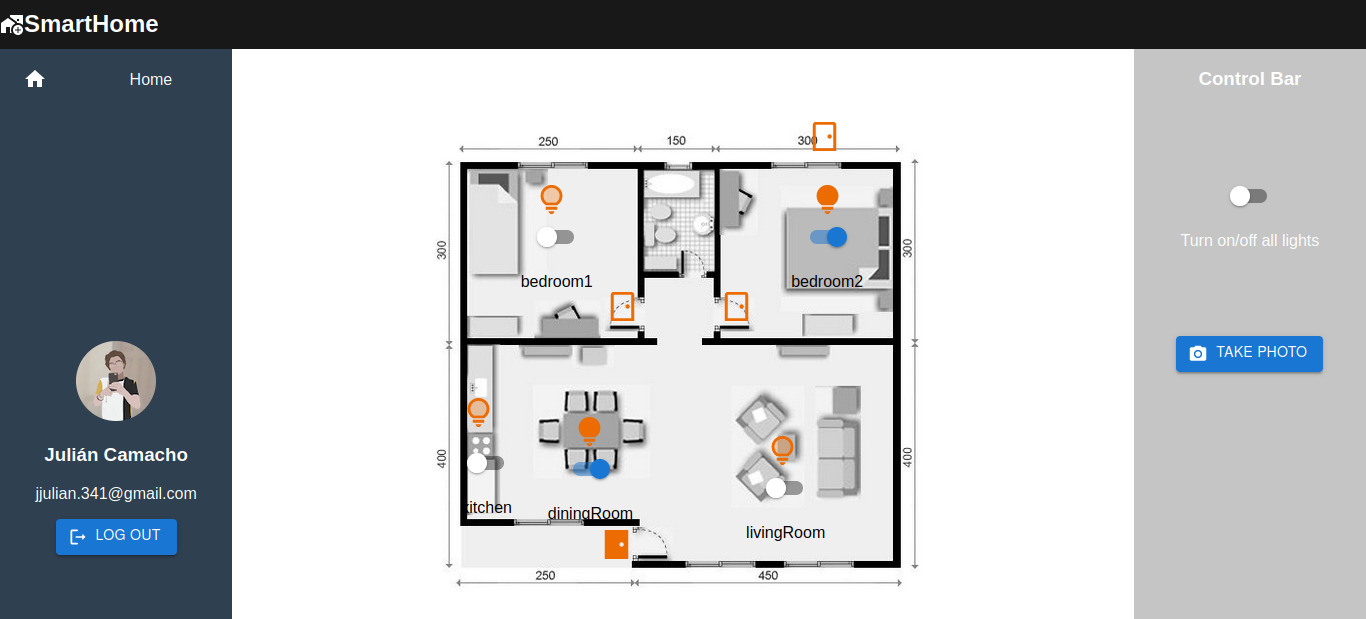 SmartHome
Home
Julián Camacho
jjulian.341@gmail.com
LOG OUT
250
150
300
300
300
bedroom1
bedroom2
400
400
kitchen
diningRoom
livingRoom
250
450
Control Bar
Turn on/off all lights
TAKE PHOTO